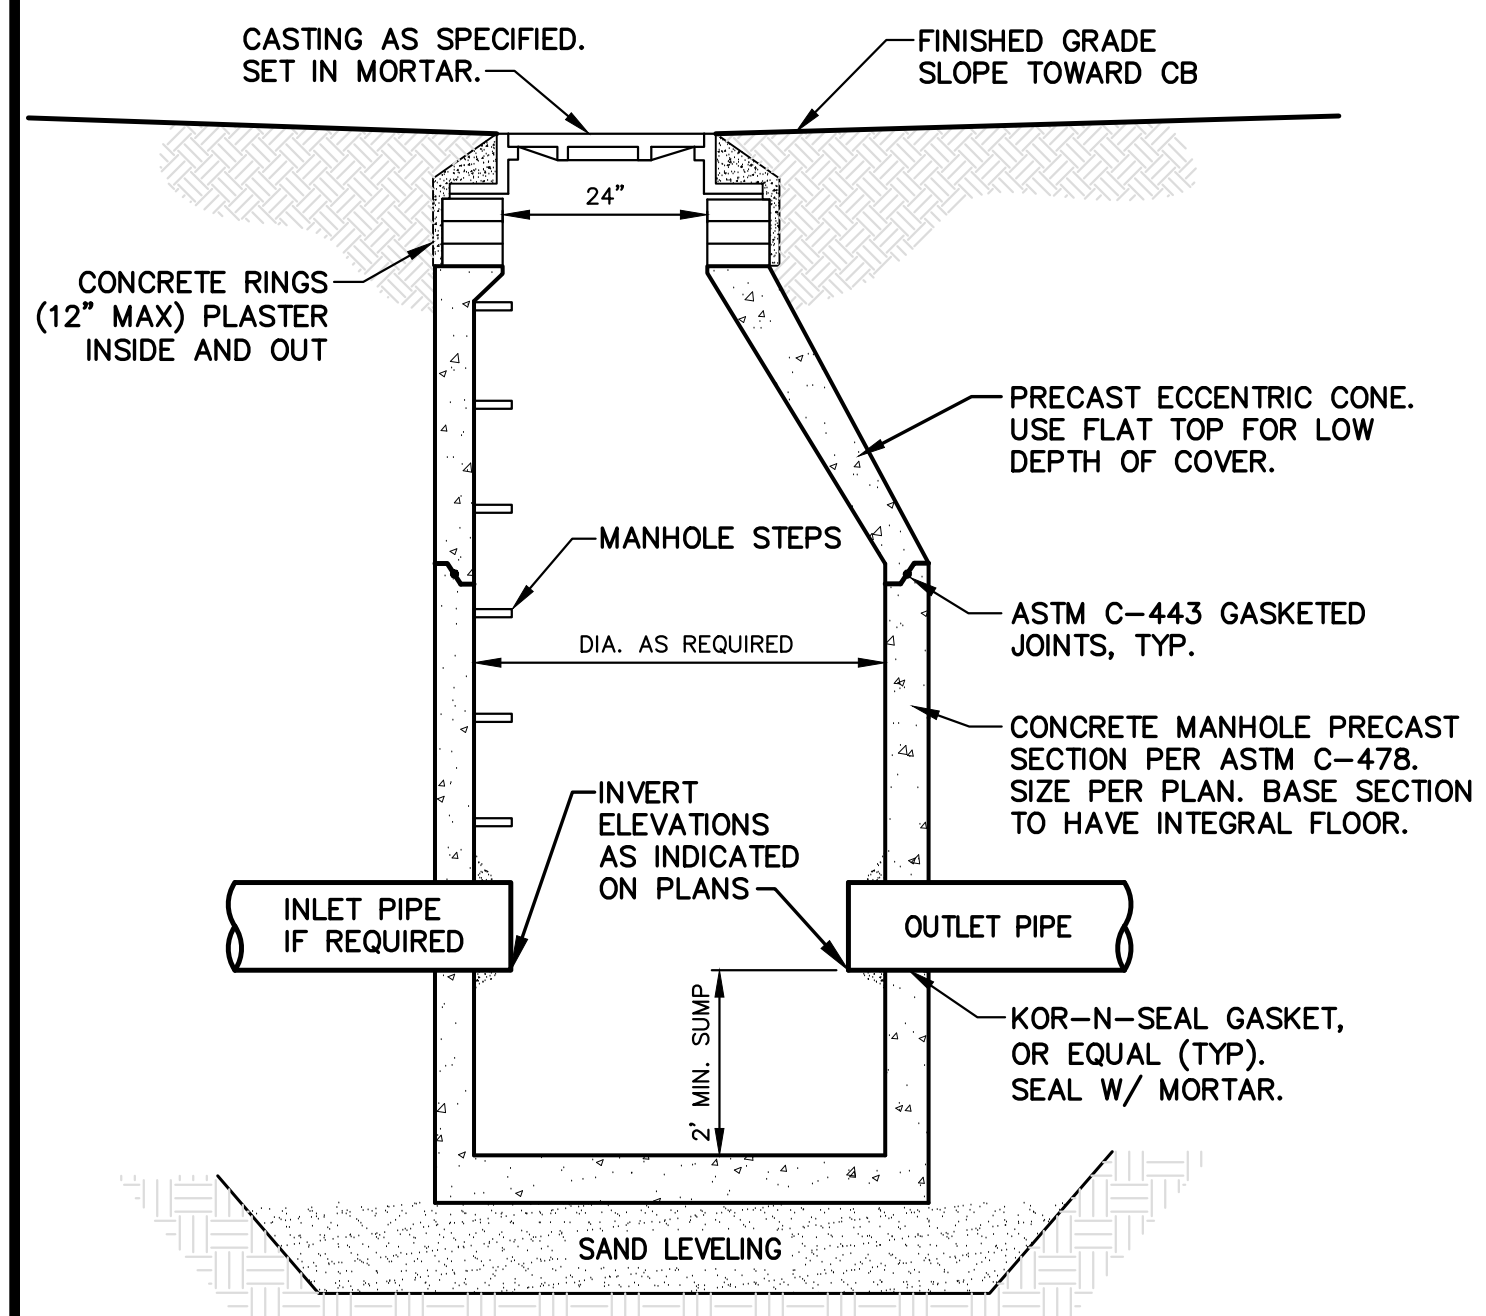 CASTING AS SPECIFIED.
SET IN MORTAR.
FINISHED GRADE
SLOPE TOWARD CB
24"
CONCRETE RINGS
(12" MAX) PLASTER
INSIDE AND OUT
PRECAST ECCENTRIC CONE.
USE FLAT TOP FOR LOW
DEPTH OF COVER.
MANHOLE STEPS
ASTM C-443 GASKETED
JOINTS, TYP.
DIA. AS REQUIRED
CONCRETE MANHOLE PRECAST
SECTION PER ASTM C-478.
SIZE PER PLAN. BASE SECTION
TO HAVE INTEGRAL FLOOR.
INVERT
ELEVATIONS
AS INDICATED
ON PLANS
INLET PIPE
IF REQUIRED
OUTLET PIPE
2' MIN. SUMP
KOR-N-SEAL GASKET,
OR EQUAL (TYP).
SEAL W/ MORTAR.
SAND LEVELING